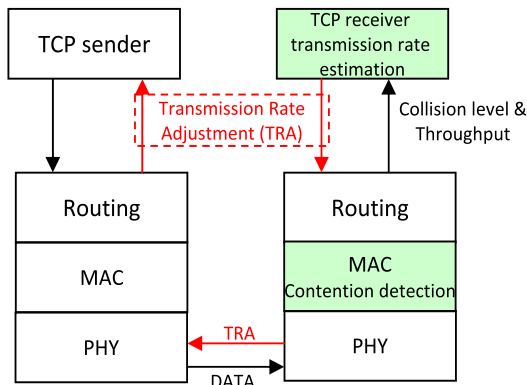 TCP sender
TCP receiver
transmission rate
estimation
Transmission Rate
Adjustment (TRA)
Collision level &
Throughput
Routing
Routing
MAC
MAC
Contention detection
PHY
TRA
PHY
DATA